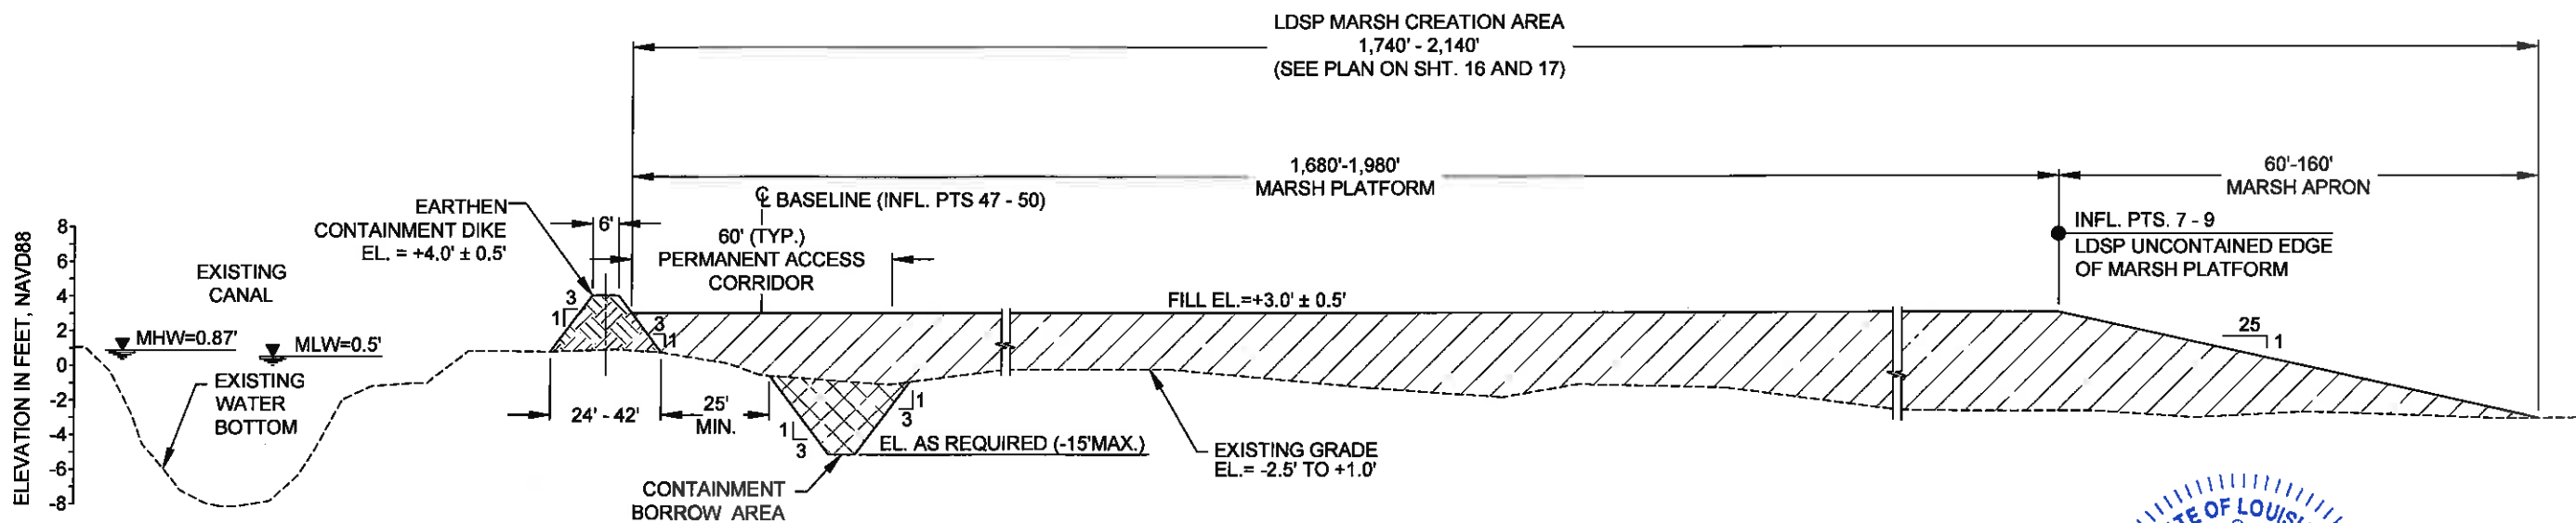 LDSP MARSH CREATION AREA
1,740' - 2,140'
(SEE PLAN ON SHT. 16 AND 17)
1,680'-1,980'
MARSH PLATFORM
60'-160'
MARSH APRON
℄ BASELINE (INFL. PTS 47 - 50)
EARTHEN
CONTAINMENT DIKE
EL. = +4.0' ± 0.5'
6'
60' (TYP.)
PERMANENT ACCESS
CORRIDOR
INFL. PTS. 7 - 9
LDSP UNCONTAINED EDGE
OF MARSH PLATFORM
ELEVATION IN FEET, NAVD88
8
6
4
2
0
-2
-4
-6
-8
EXISTING
CANAL
MHW=0.87'
MLW=0.5'
EXISTING
WATER
BOTTOM
3
1
3
1
FILL EL.=+3.0' ± 0.5'
25
1
24' - 42'
25'
MIN.
1
3
1
3
EL. AS REQUIRED (-15'MAX.)
EXISTING GRADE
EL.= -2.5' TO +1.0'
CONTAINMENT
BORROW AREA
OF